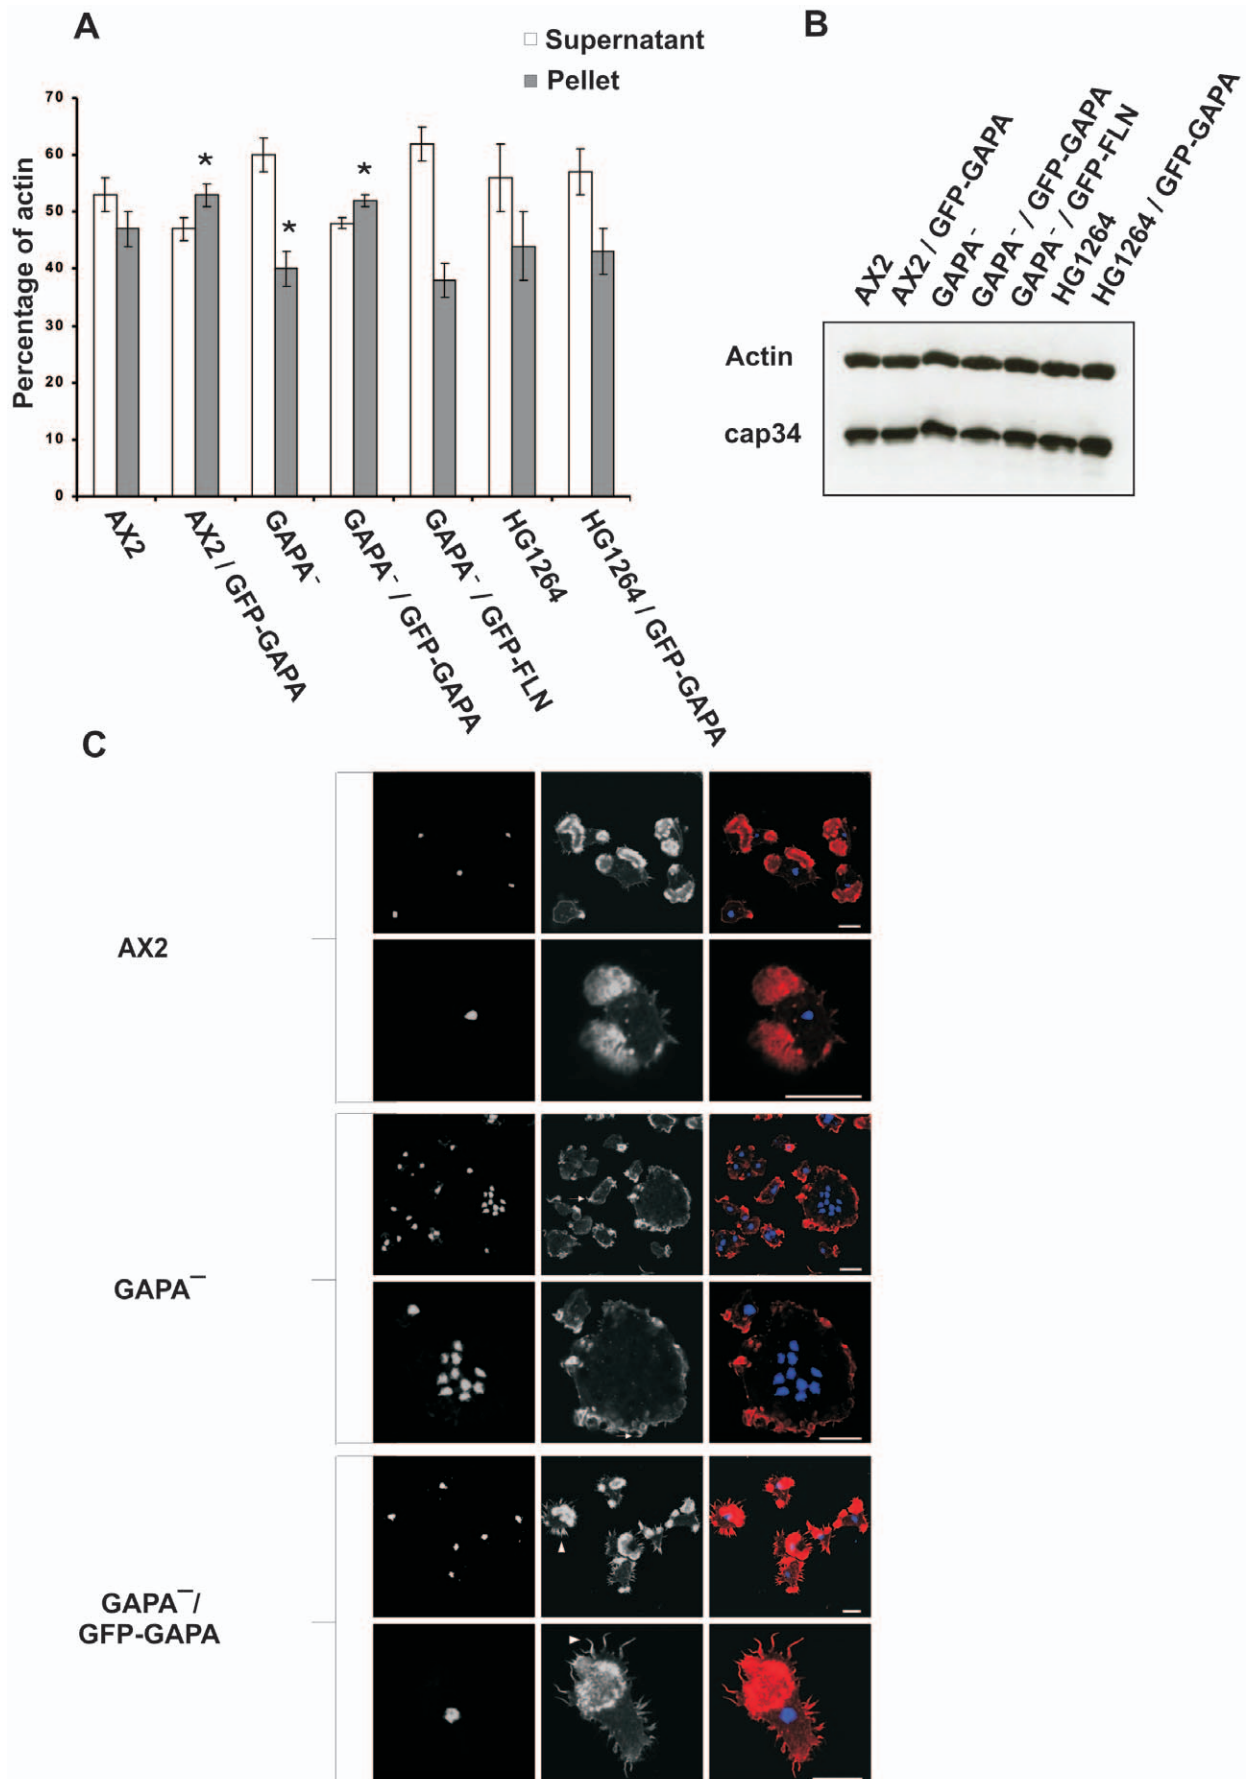 A
Supernatant
Pellet
Percentage of actin
70
60
50
40
30
20
10
0
*
*
*
AX2
AX2 / GFP-GAPA
GAPA⁻
GAPA⁻ / GFP-GAPA
GAPA⁻ / GFP-FLN
HG1264
HG1264 / GFP-GAPA
B
AX2
AX2 / GFP-GAPA
GAPA⁻
GAPA⁻ / GFP-GAPA
GAPA⁻ / GFP-FLN
HG1264
HG1264 / GFP-GAPA
Actin
cap34
C
AX2
GAPA⁻
GAPA⁻/
GFP-GAPA